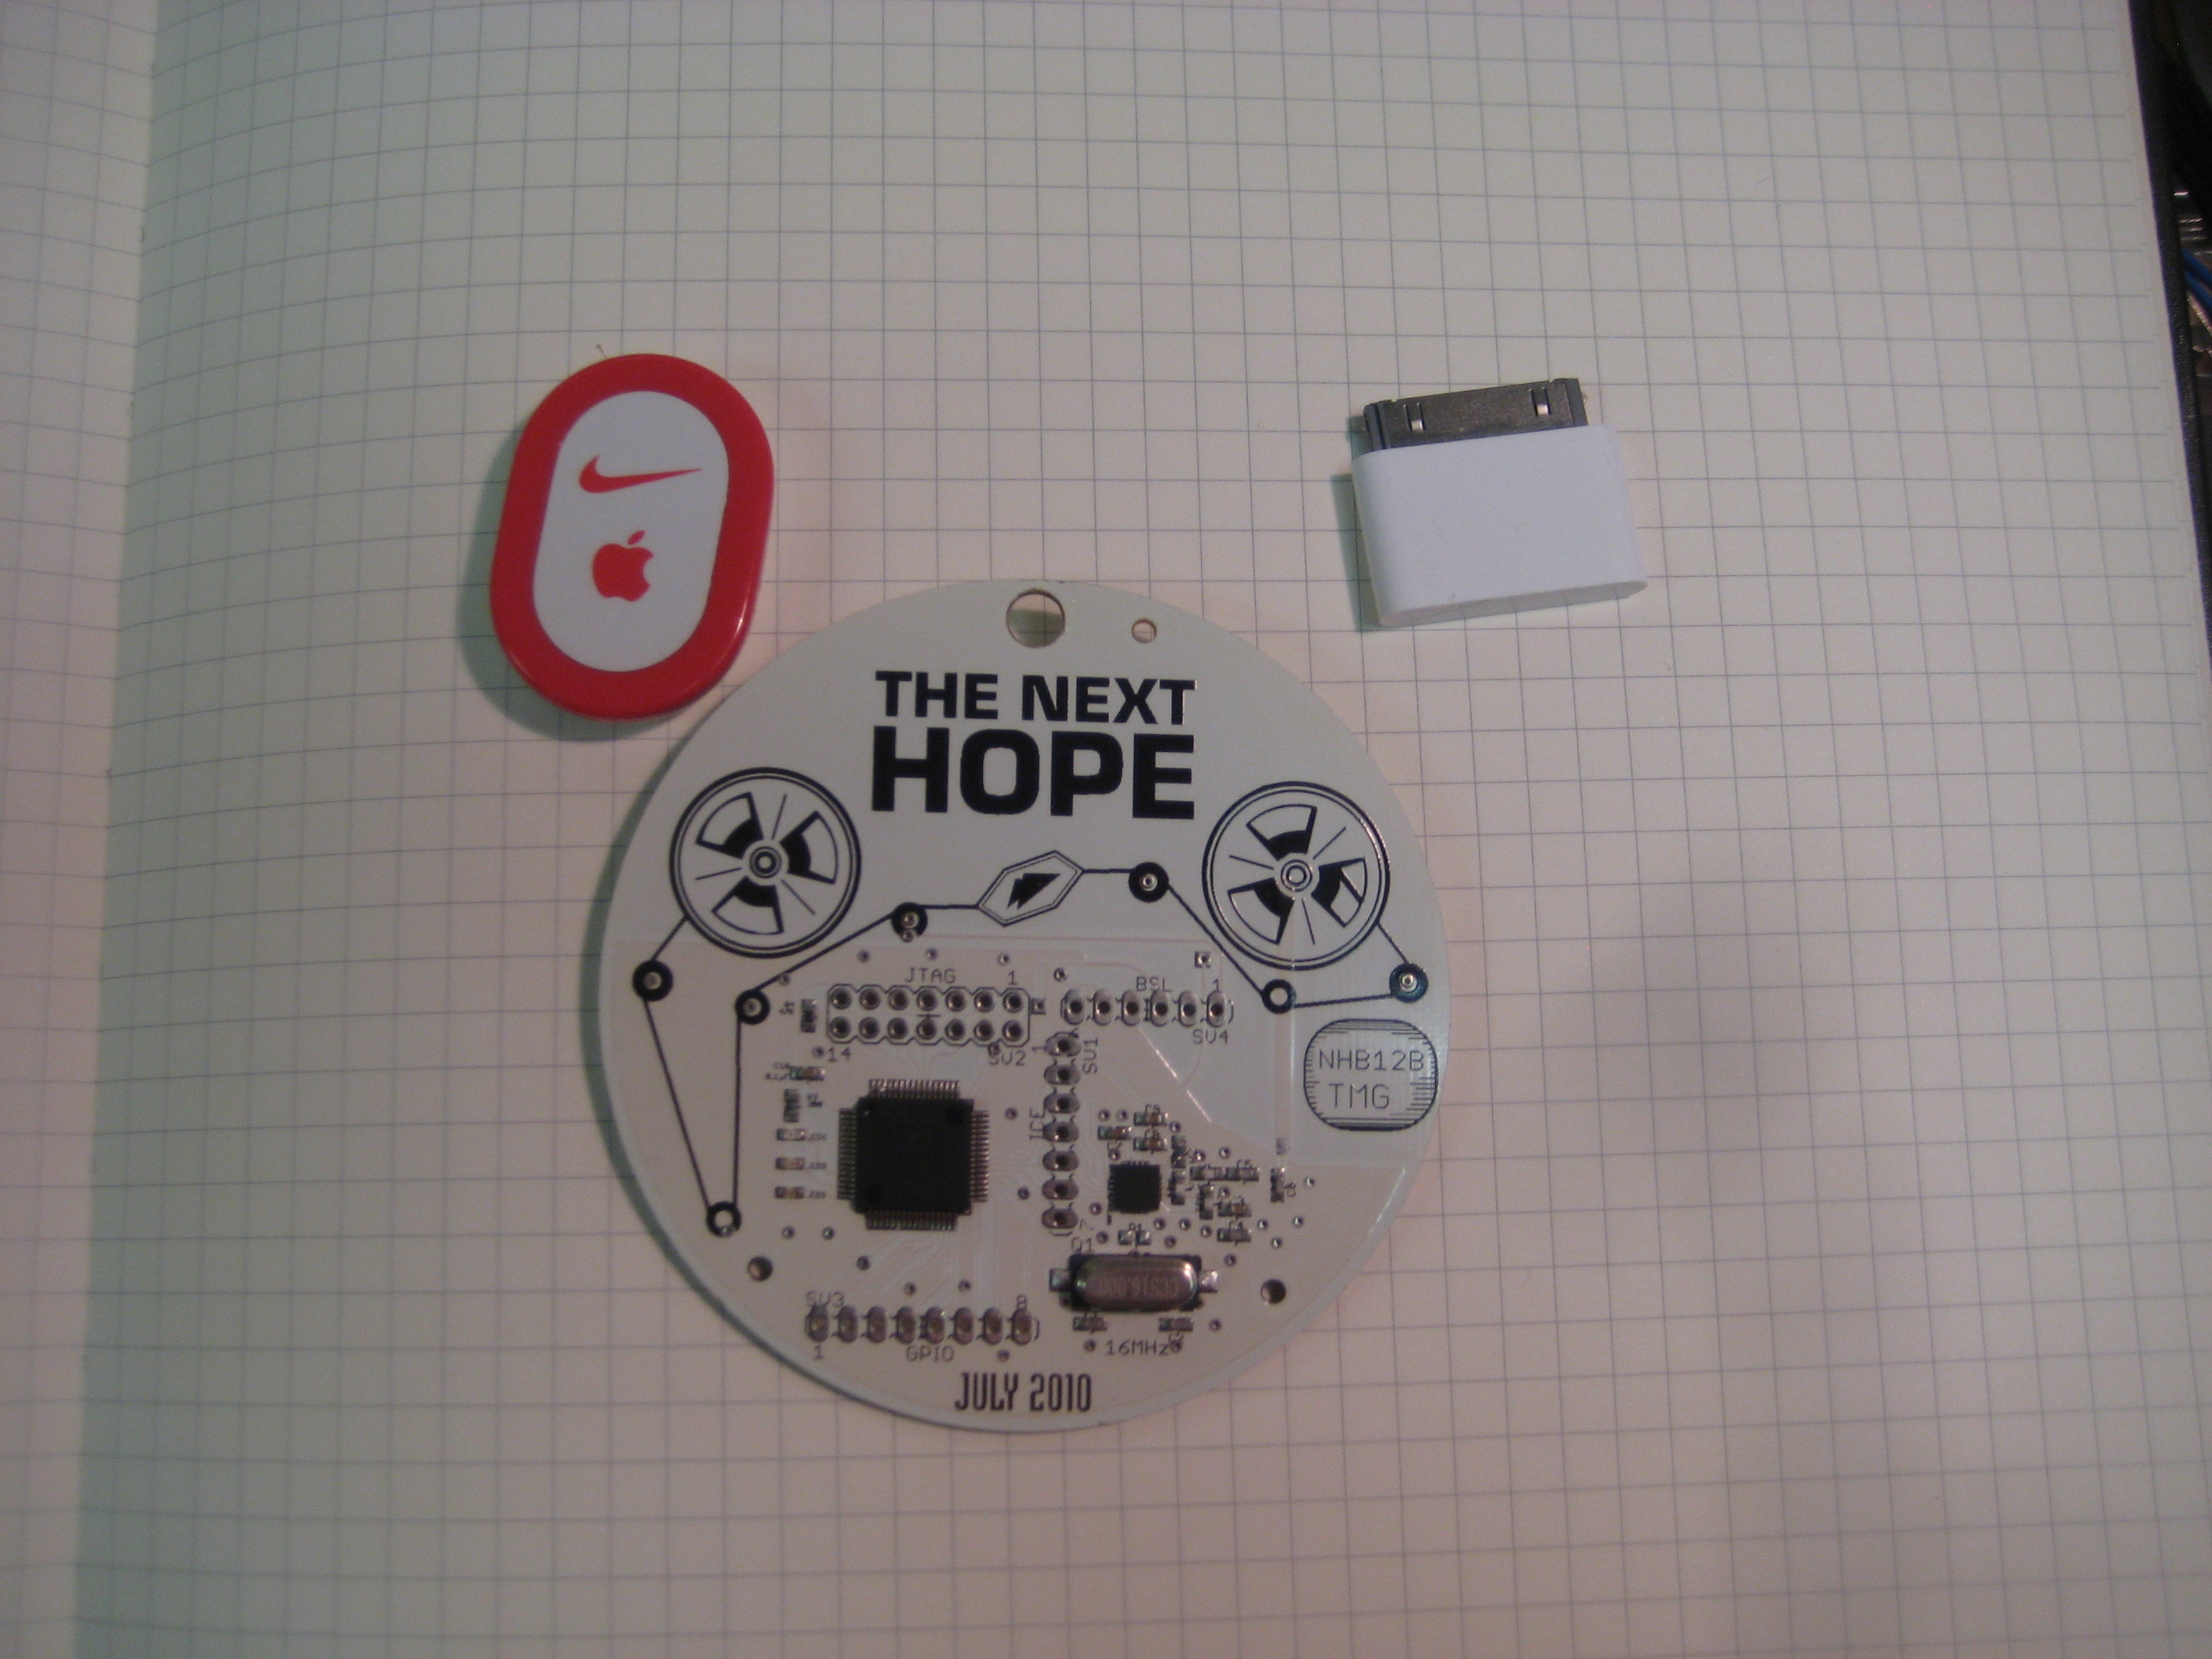 THE NEXT
HOPE
JTAG 1
BSL 1
14
SV2
1
SV1
SV4
NHB12B
TMG
ICE
7
Q1
SV3
8
1
GPIO
16MHz
JULY 2010